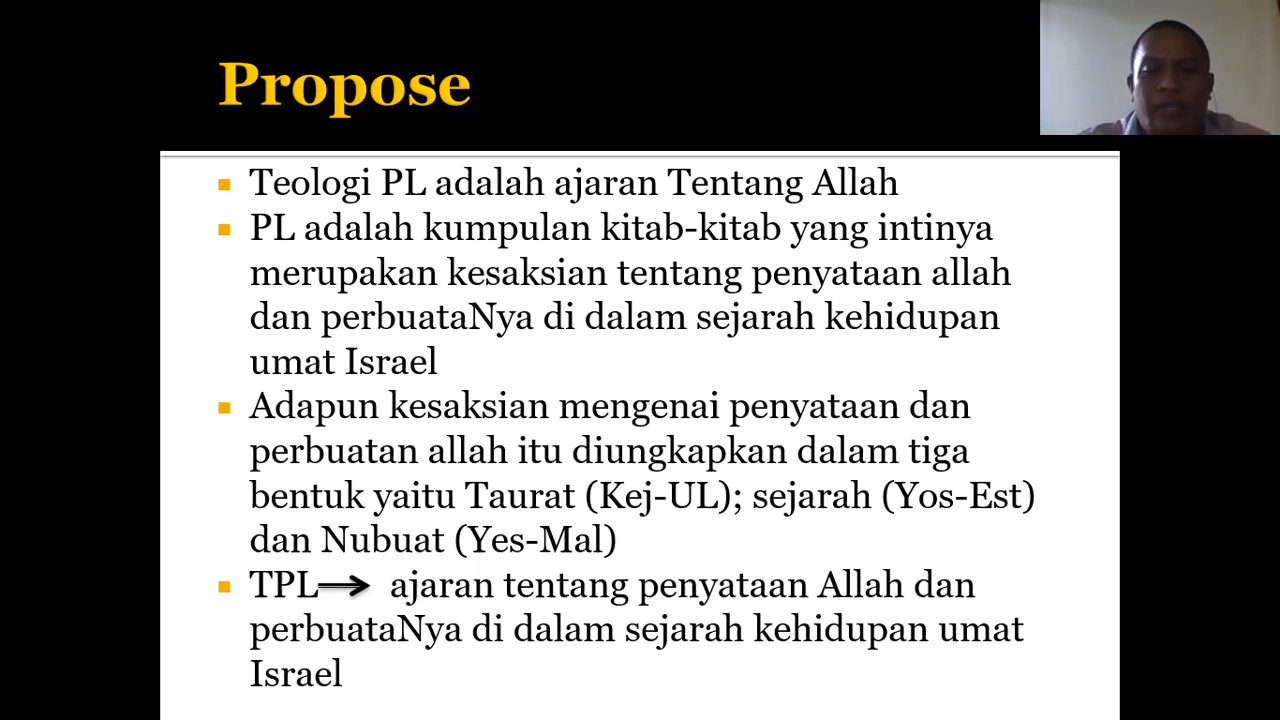 Propose
Teologi PL adalah ajaran Tentang Allah
PL adalah kumpulan kitab-kitab yang intinya
merupakan kesaksian tentang penyataan allah
dan perbuataNya di dalam sejarah kehidupan
umat Israel
Adapun kesaksian mengenai penyataan dan
perbuatan allah itu diungkapkan dalam tiga
bentuk yaitu Taurat (Kej-UL); sejarah (Yos-Est)
dan Nubuat (Yes-Mal)
TPL → ajaran tentang penyataan Allah dan
perbuataNya di dalam sejarah kehidupan umat
Israel